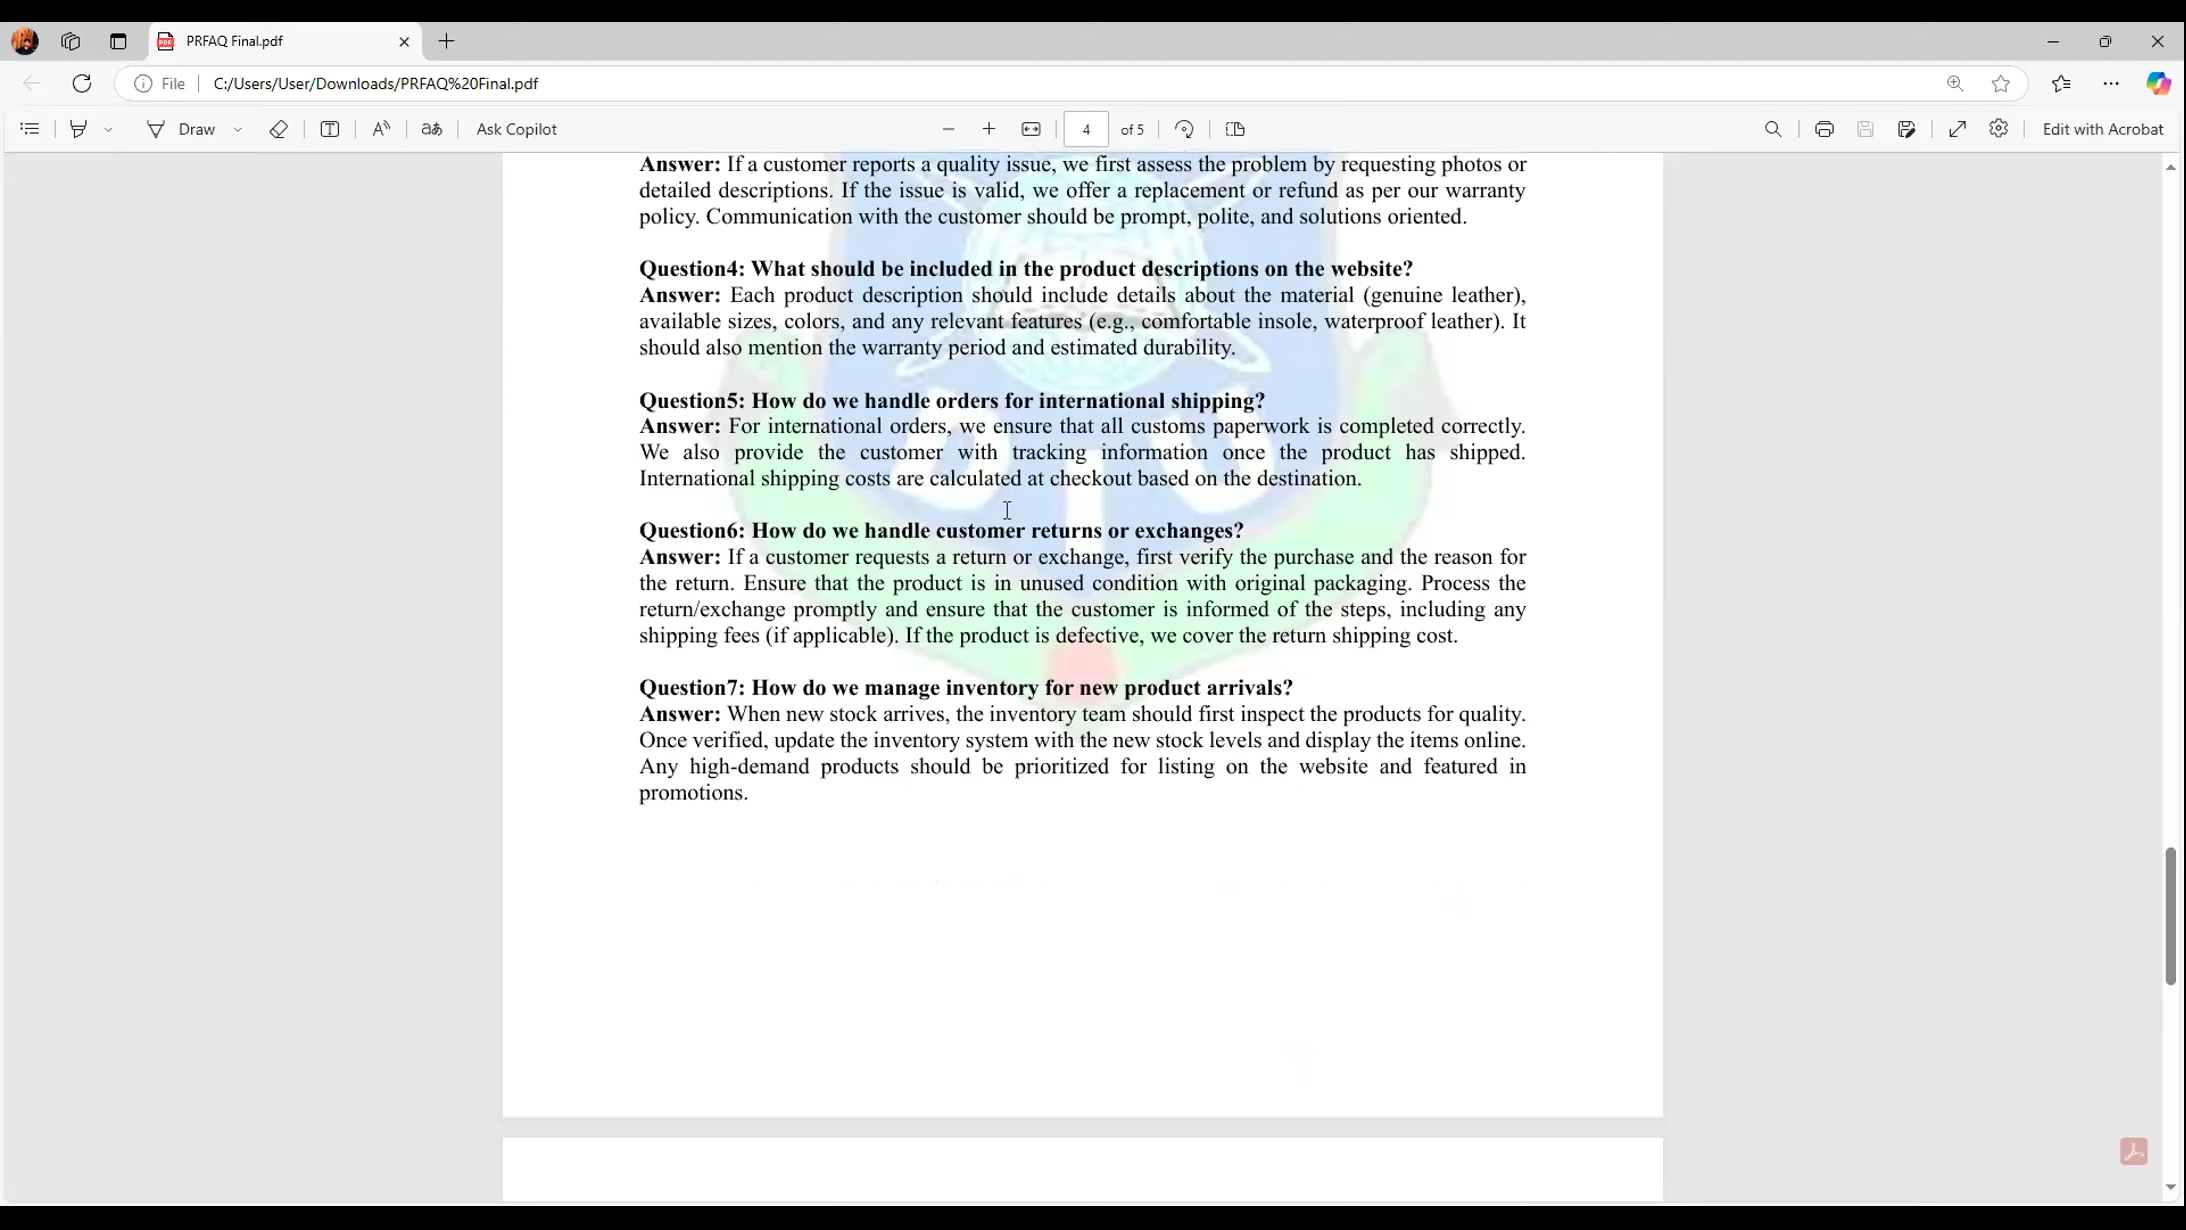 PRFAQ Final.pdf
File
C:/Users/User/Downloads/PRFAQ%20Final.pdf
Draw
Ask Copilot
4
of 5
Edit with Acrobat
Answer: If a customer reports a quality issue, we first assess the problem by requesting photos or
detailed descriptions. If the issue is valid, we offer a replacement or refund as per our warranty
policy. Communication with the customer should be prompt, polite, and solutions oriented.
Question4: What should be included in the product descriptions on the website?
Answer: Each product description should include details about the material (genuine leather),
available sizes, colors, and any relevant features (e.g., comfortable insole, waterproof leather). It
should also mention the warranty period and estimated durability.
Question5: How do we handle orders for international shipping?
Answer: For international orders, we ensure that all customs paperwork is completed correctly.
We also provide the customer with tracking information once the product has shipped.
International shipping costs are calculated at checkout based on the destination.
Question6: How do we handle customer returns or exchanges?
Answer: If a customer requests a return or exchange, first verify the purchase and the reason for
the return. Ensure that the product is in unused condition with original packaging. Process the
return/exchange promptly and ensure that the customer is informed of the steps, including any
shipping fees (if applicable). If the product is defective, we cover the return shipping cost.
Question7: How do we manage inventory for new product arrivals?
Answer: When new stock arrives, the inventory team should first inspect the products for quality.
Once verified, update the inventory system with the new stock levels and display the items online.
Any high-demand products should be prioritized for listing on the website and featured in
promotions.
DIU